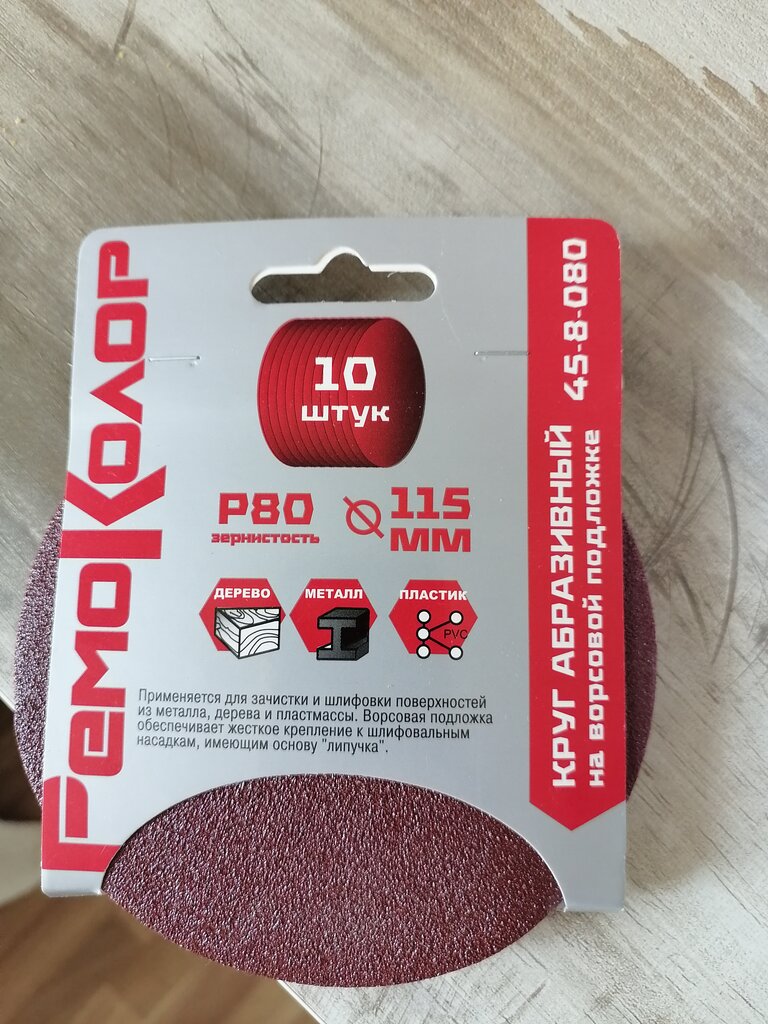 РемоКолор
10
штук
P80
зернистость
115
мм
ДЕРЕВО
МЕТАЛЛ
ПЛАСТИК
PVC
Применяется для зачистки и шлифовки поверхностей
из металла, дерева и пластмассы. Ворсовая подложка
обеспечивает жесткое крепление к шлифовальным
насадкам, имеющим основу "липучка".
КРУГ АБРАЗИВНЫЙ 45-8-080
на ворсовой подложке